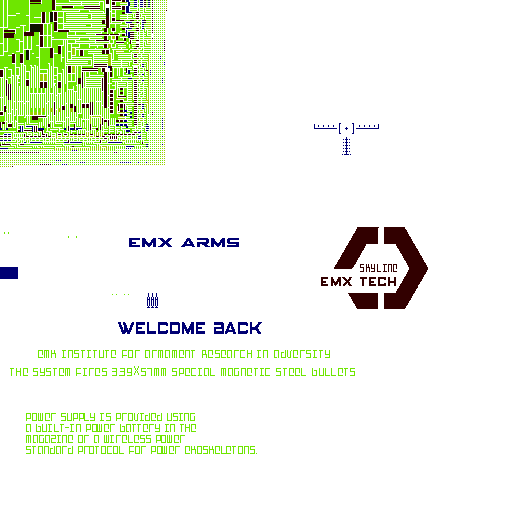 EMX ARMS
SKYLINE
EMX TECH
WELCOME BACK
EMX INSTITUTE FOR ARMAMENT RESEARCH IN ADVERSITY
THE SYSTEM FIRES 3.39X57MM SPECIAL MAGNETIC STEEL BULLETS
POWER SUPPLY IS PROVIDED USING
A BUILT-IN POWER BATTERY IN THE
MAGAZINE OR A WIRELESS POWER
STANDARD PROTOCOL FOR POWER EXOSKELETONS.